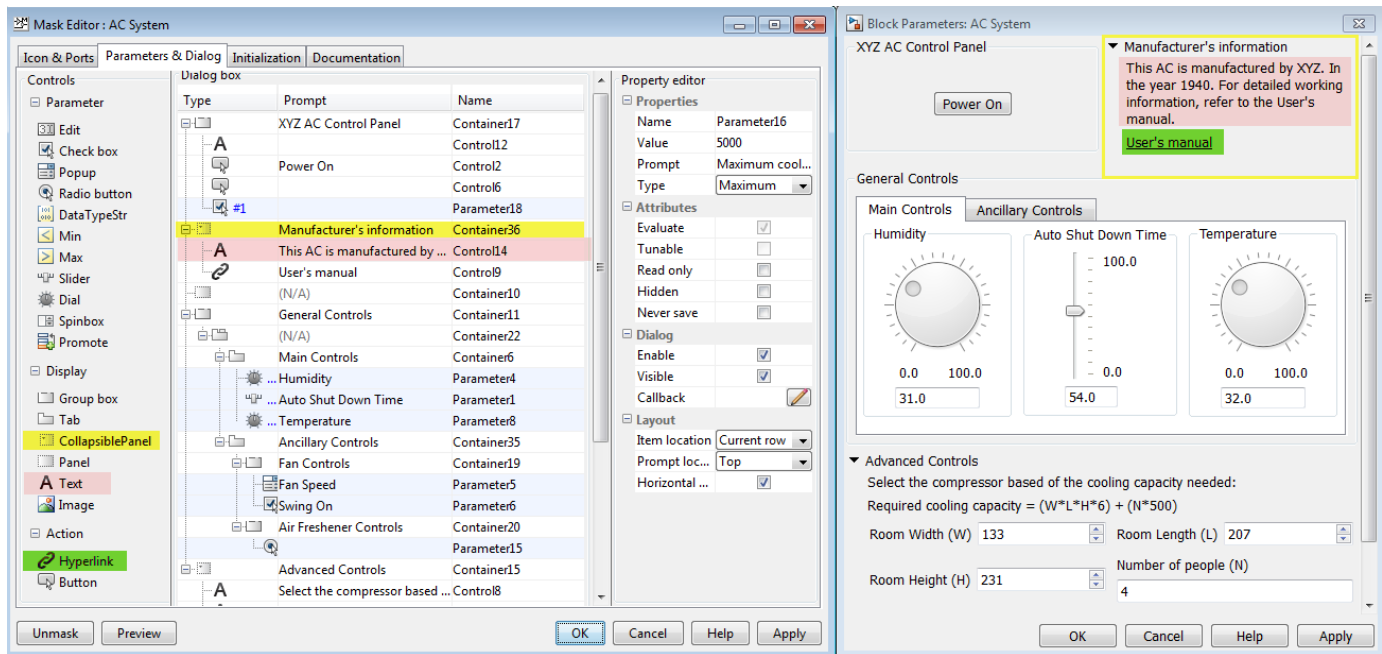 Mask Editor : AC System
Icon & Ports Parameters & Dialog Initialization Documentation
Controls
Parameter
Edit
Check box
Popup
Radio button
DataTypeStr
Min
Max
Slider
Dial
Spinbox
Promote
Display
Group box
Tab
CollapsiblePanel
Panel
A Text
Image
Action
Hyperlink
Button
Dialog box
Type Prompt Name
XYZ AC Control Panel Container17
A Control12
Power On Control2
Control6
#1 Parameter18
Manufacturer's information Container36
A This AC is manufactured by ... Control14
User's manual Control9
(N/A) Container10
General Controls Container11
(N/A) Container22
Main Controls Container6
... Humidity Parameter4
... Auto Shut Down Time Parameter1
... Temperature Parameter8
Ancillary Controls Container35
Fan Controls Container19
Fan Speed Parameter5
Swing On Parameter6
Air Freshener Controls Container20
Parameter15
Advanced Controls Container15
A Select the compressor based ... Control8
Property editor
Properties
Name Parameter16
Value 5000
Prompt Maximum cool...
Type Maximum
Attributes
Evaluate
Tunable
Read only
Hidden
Never save
Dialog
Enable
Visible
Callback
Layout
Item location Current row
Prompt loc... Top
Horizontal ...
Unmask Preview OK Cancel Help Apply
Block Parameters: AC System
XYZ AC Control Panel
Power On
Manufacturer's information
This AC is manufactured by XYZ. In
the year 1940. For detailed working
information, refer to the User's
manual.
User's manual
General Controls
Main Controls Ancillary Controls
Humidity Auto Shut Down Time Temperature
100.0
0.0 100.0 0.0 0.0 100.0
31.0 54.0 32.0
Advanced Controls
Select the compressor based of the cooling capacity needed:
Required cooling capacity = (W*L*H*6) + (N*500)
Room Width (W) 133 Room Length (L) 207
Number of people (N)
Room Height (H) 231
4
OK Cancel Help Apply